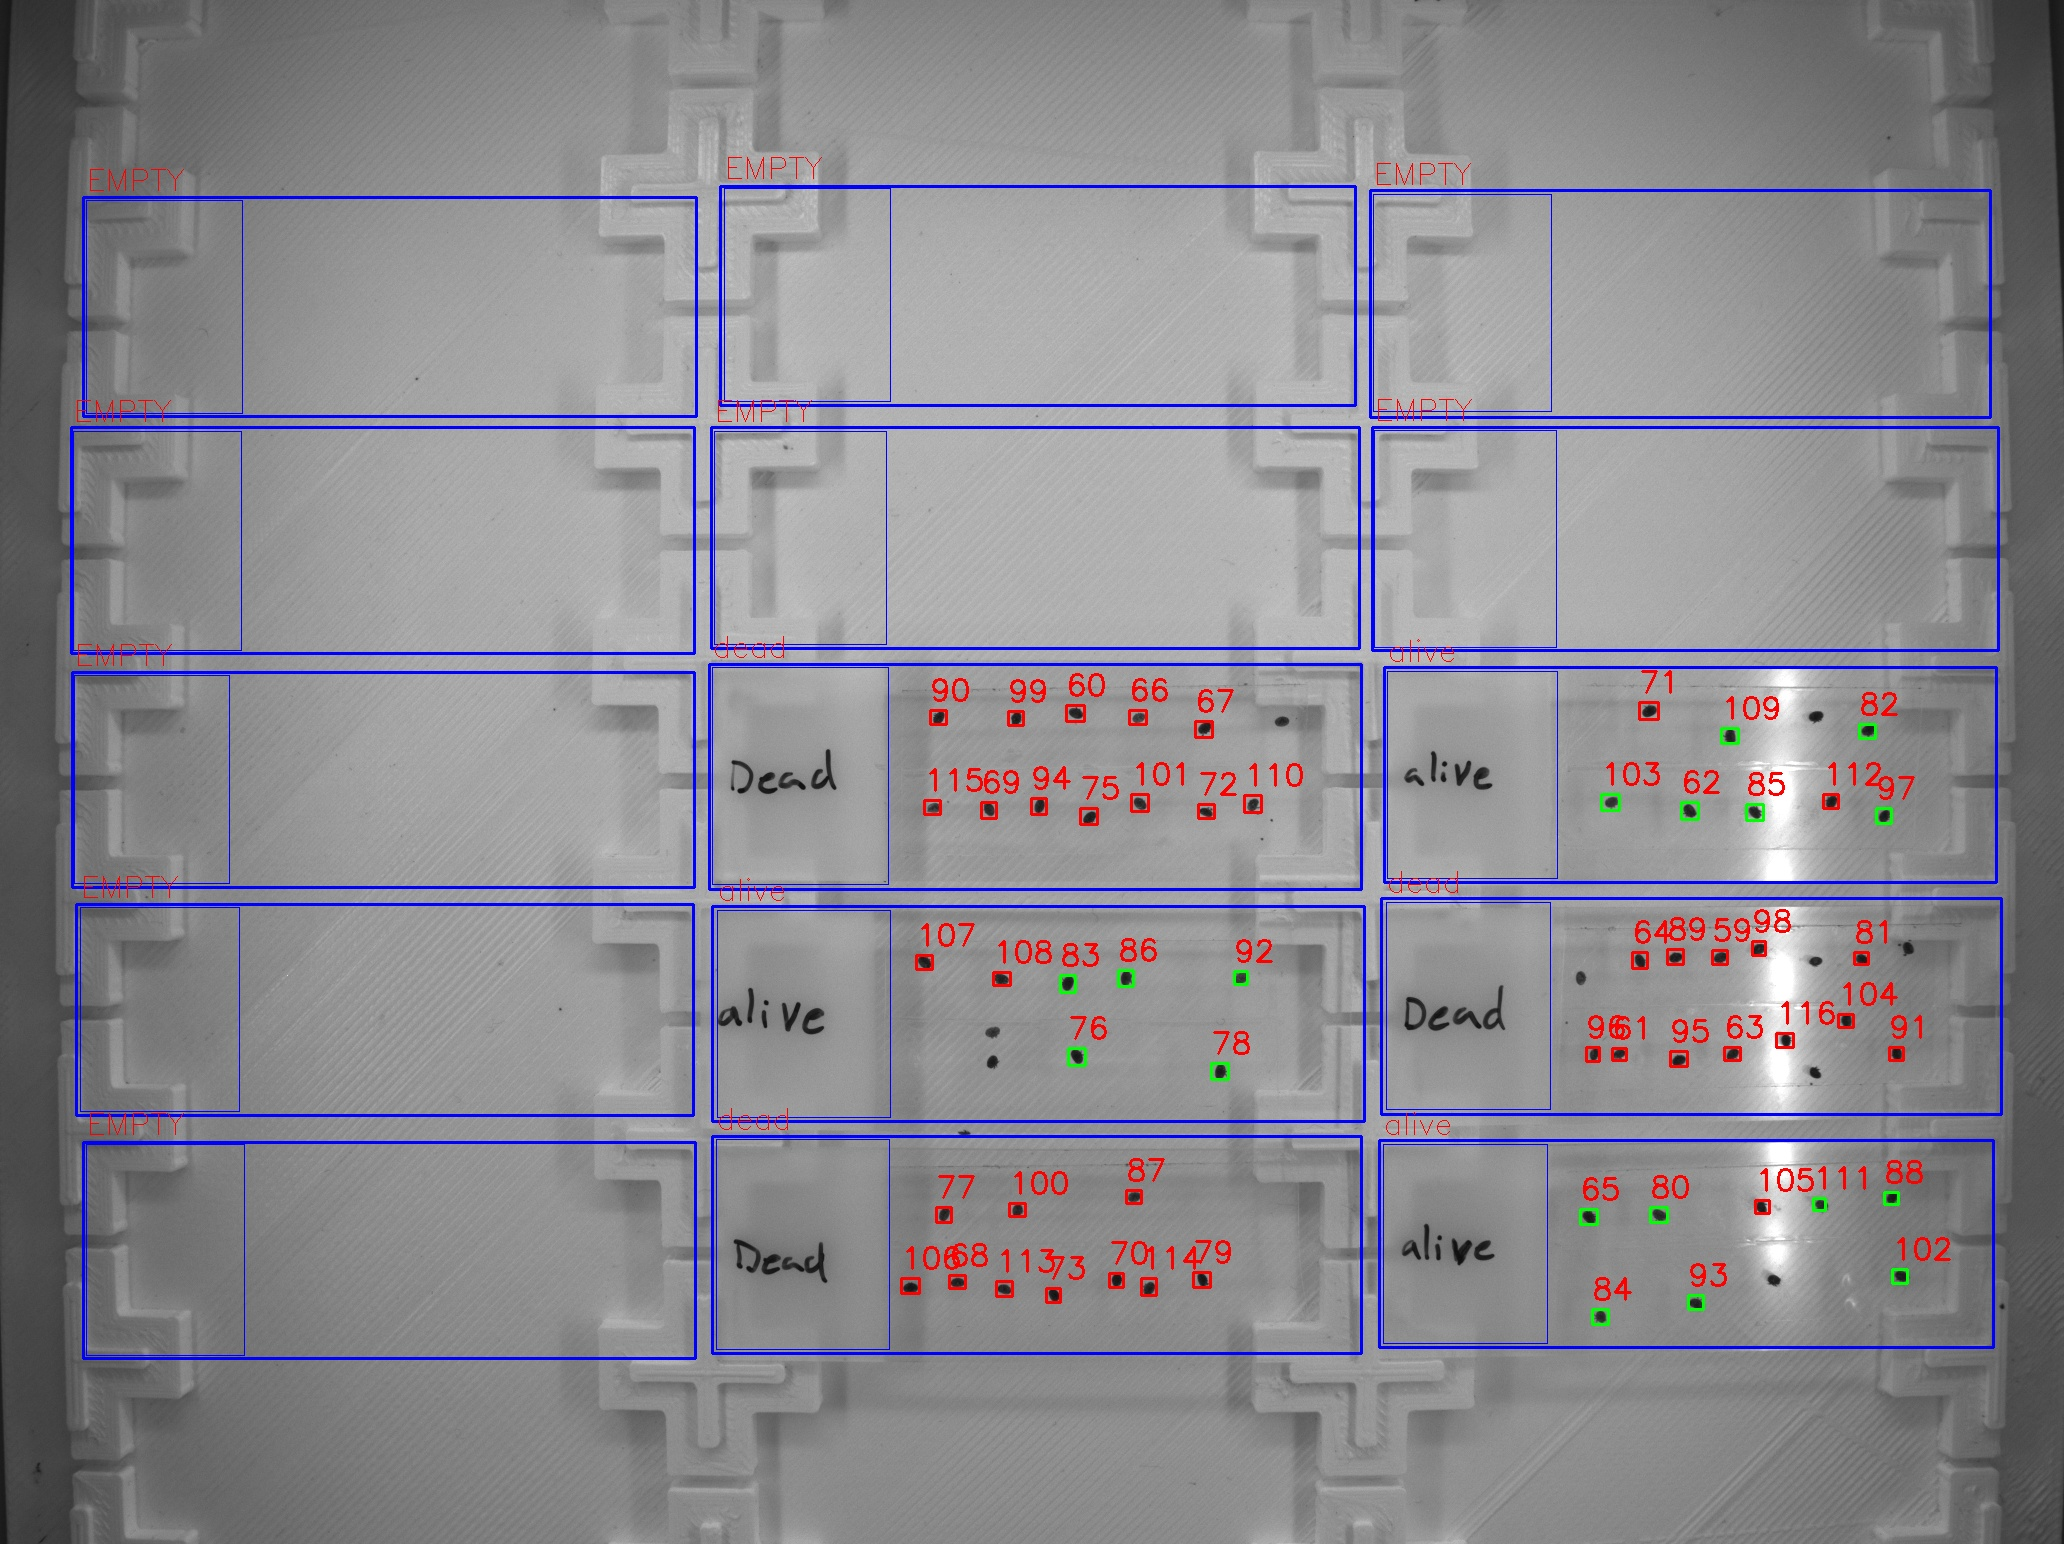 EMPTY
EMPTY
EMPTY
EMPTY
EMPTY
EMPTY
EMPTY
dead
alive
90 99 60 66 67
71 109 82
Dead
alive
115 69 94 75 101 72 110
103 62 85 112 97
EMPTY
alive
dead
107 108 83 86 92
64 89 59 98 81
alive
Dead
76 78
96 61 95 63 116 104 91
EMPTY
dead
alive
77 100 87
65 80 105 111 88
Dead
alive
106 68 113 73 70 114 79
84 93 102